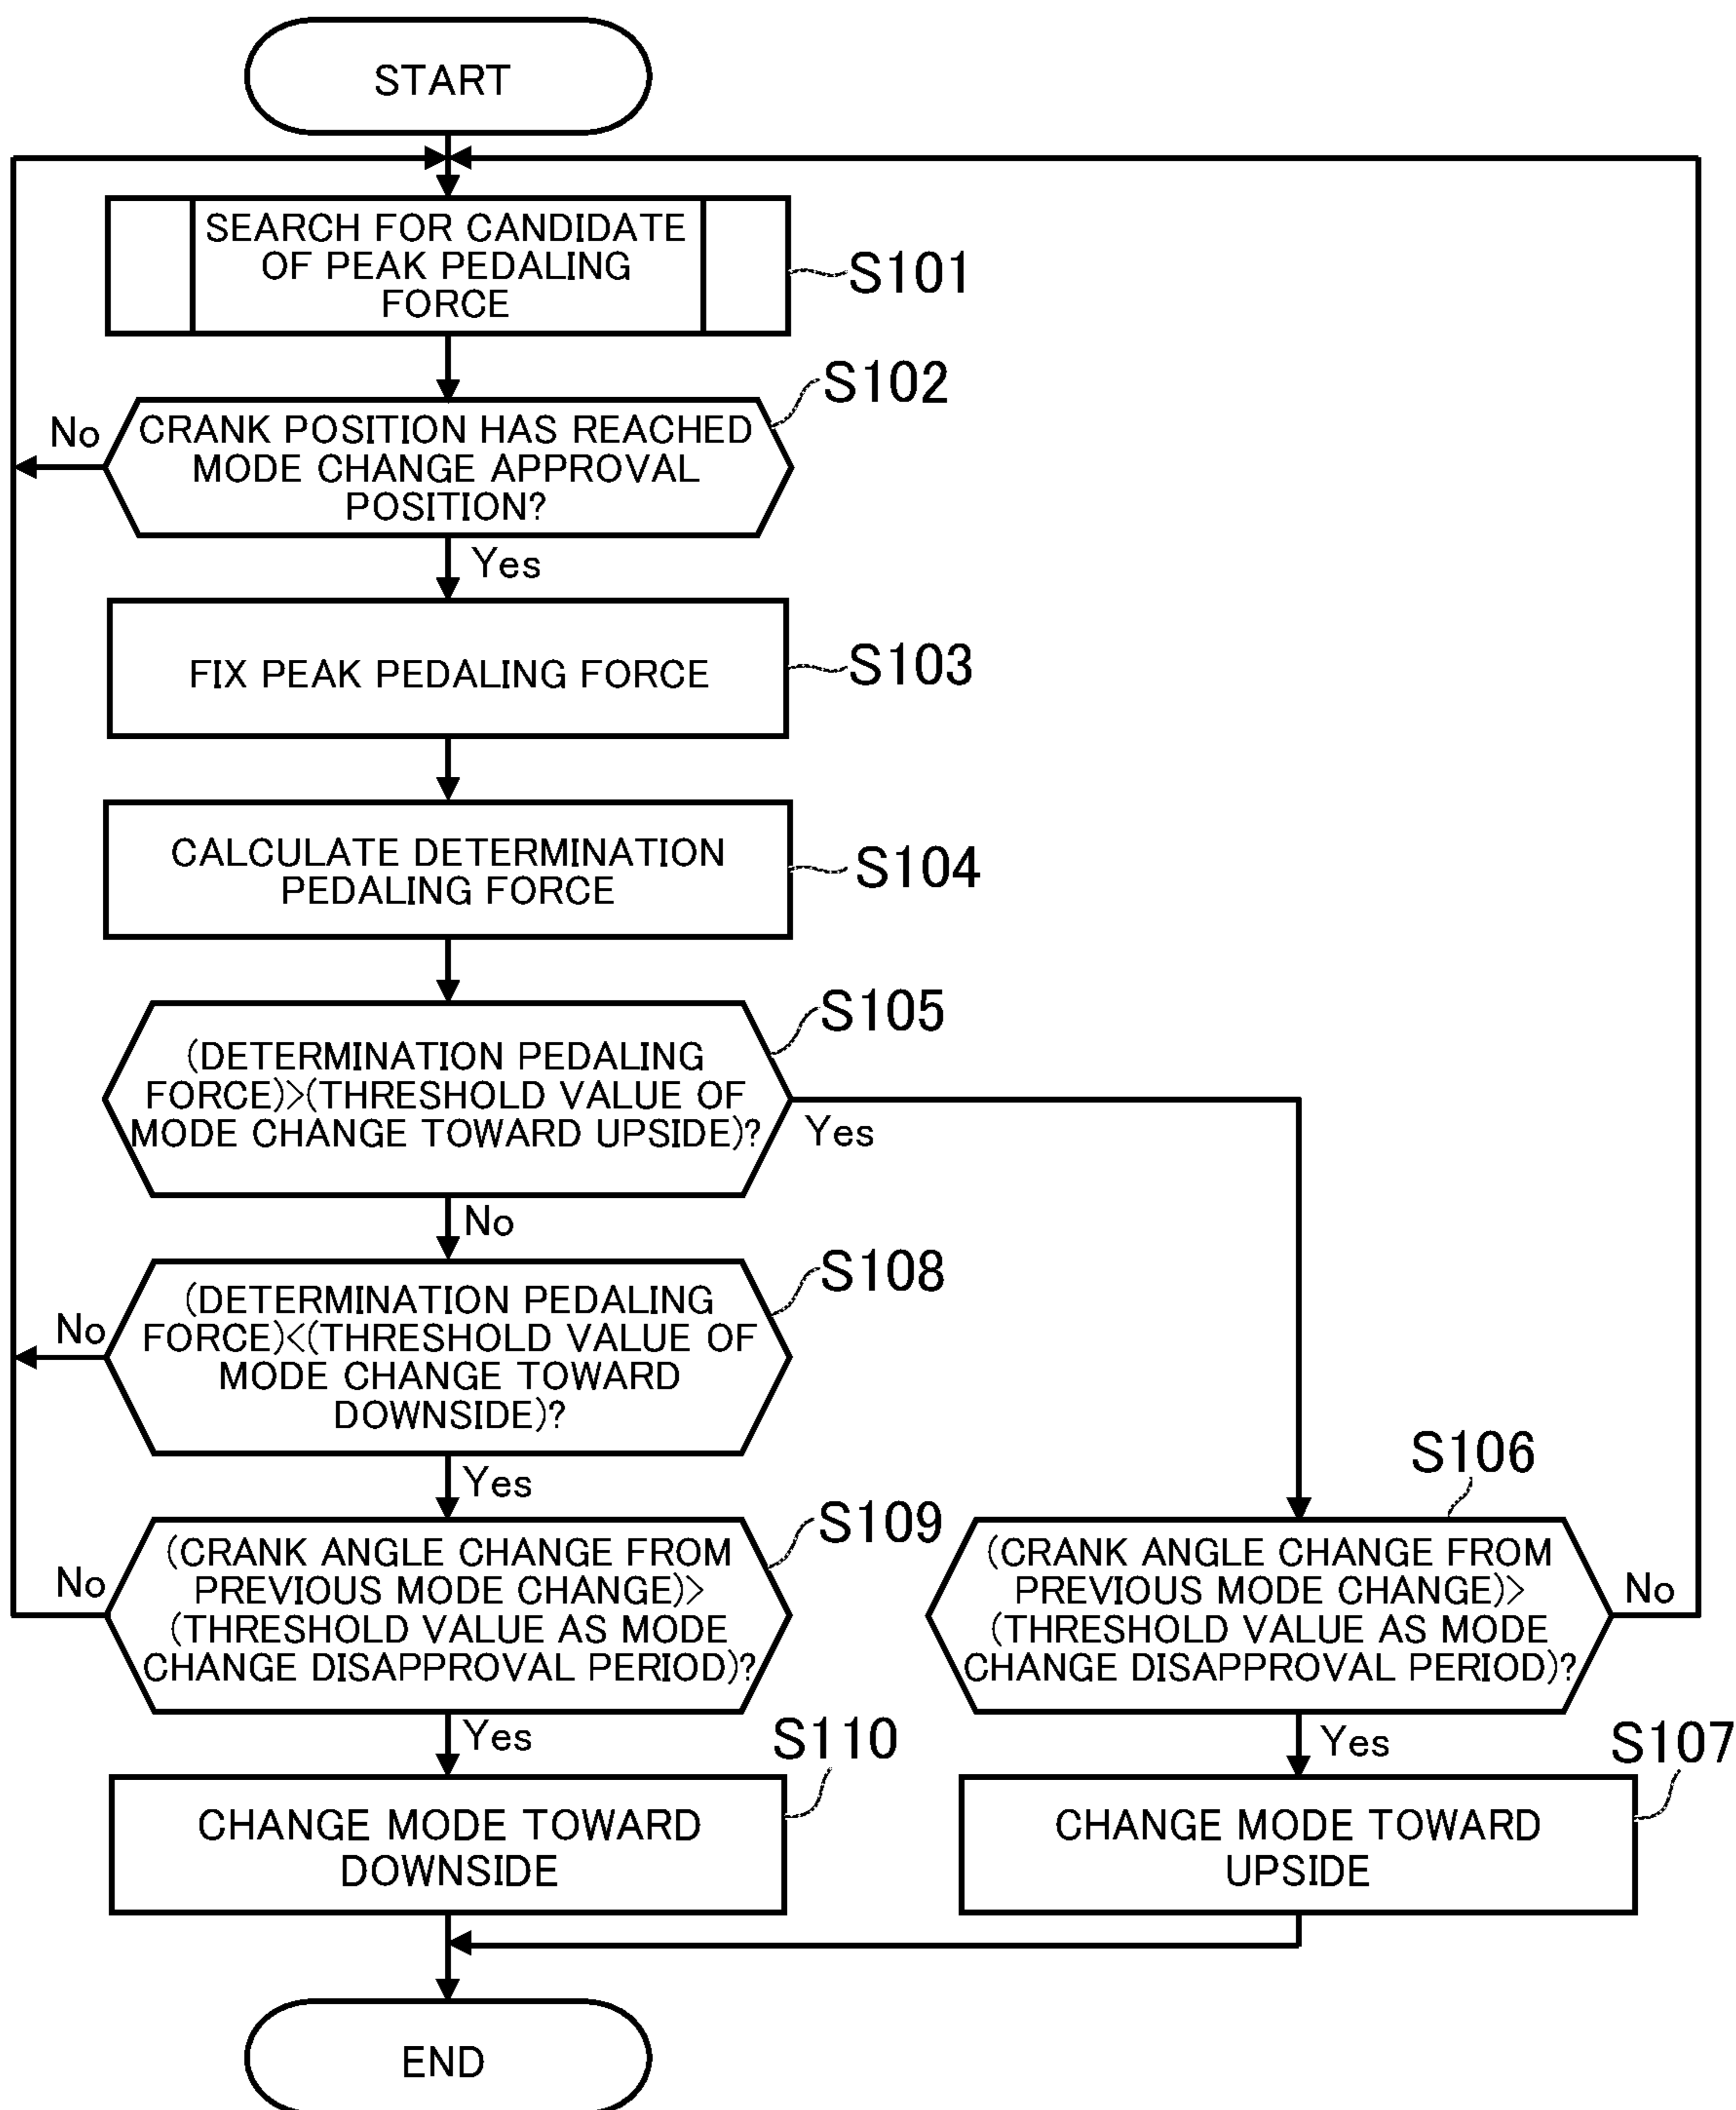 START
SEARCH FOR CANDIDATE
OF PEAK PEDALING
FORCE
S101
S102
CRANK POSITION HAS REACHED
MODE CHANGE APPROVAL
POSITION?
No
Yes
FIX PEAK PEDALING FORCE
S103
CALCULATE DETERMINATION
PEDALING FORCE
S104
S105
(DETERMINATION PEDALING
FORCE)>(THRESHOLD VALUE OF
MODE CHANGE TOWARD UPSIDE)?
Yes
No
S108
(DETERMINATION PEDALING
FORCE)<(THRESHOLD VALUE OF
MODE CHANGE TOWARD
DOWNSIDE)?
No
Yes
S109
(CRANK ANGLE CHANGE FROM
PREVIOUS MODE CHANGE)>
(THRESHOLD VALUE AS MODE
CHANGE DISAPPROVAL PERIOD)?
No
Yes
S106
(CRANK ANGLE CHANGE FROM
PREVIOUS MODE CHANGE)>
(THRESHOLD VALUE AS MODE
CHANGE DISAPPROVAL PERIOD)?
No
Yes
S110
CHANGE MODE TOWARD
DOWNSIDE
S107
CHANGE MODE TOWARD
UPSIDE
END